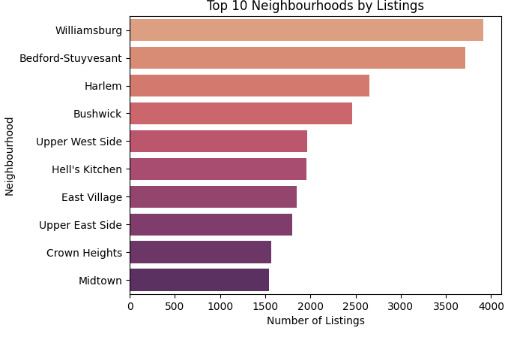 Top 10 Neighbourhoods by Listings
Neighbourhood
Williamsburg
Bedford-Stuyvesant
Harlem
Bushwick
Upper West Side
Hell's Kitchen
East Village
Upper East Side
Crown Heights
Midtown
0 500 1000 1500 2000 2500 3000 3500 4000
Number of Listings